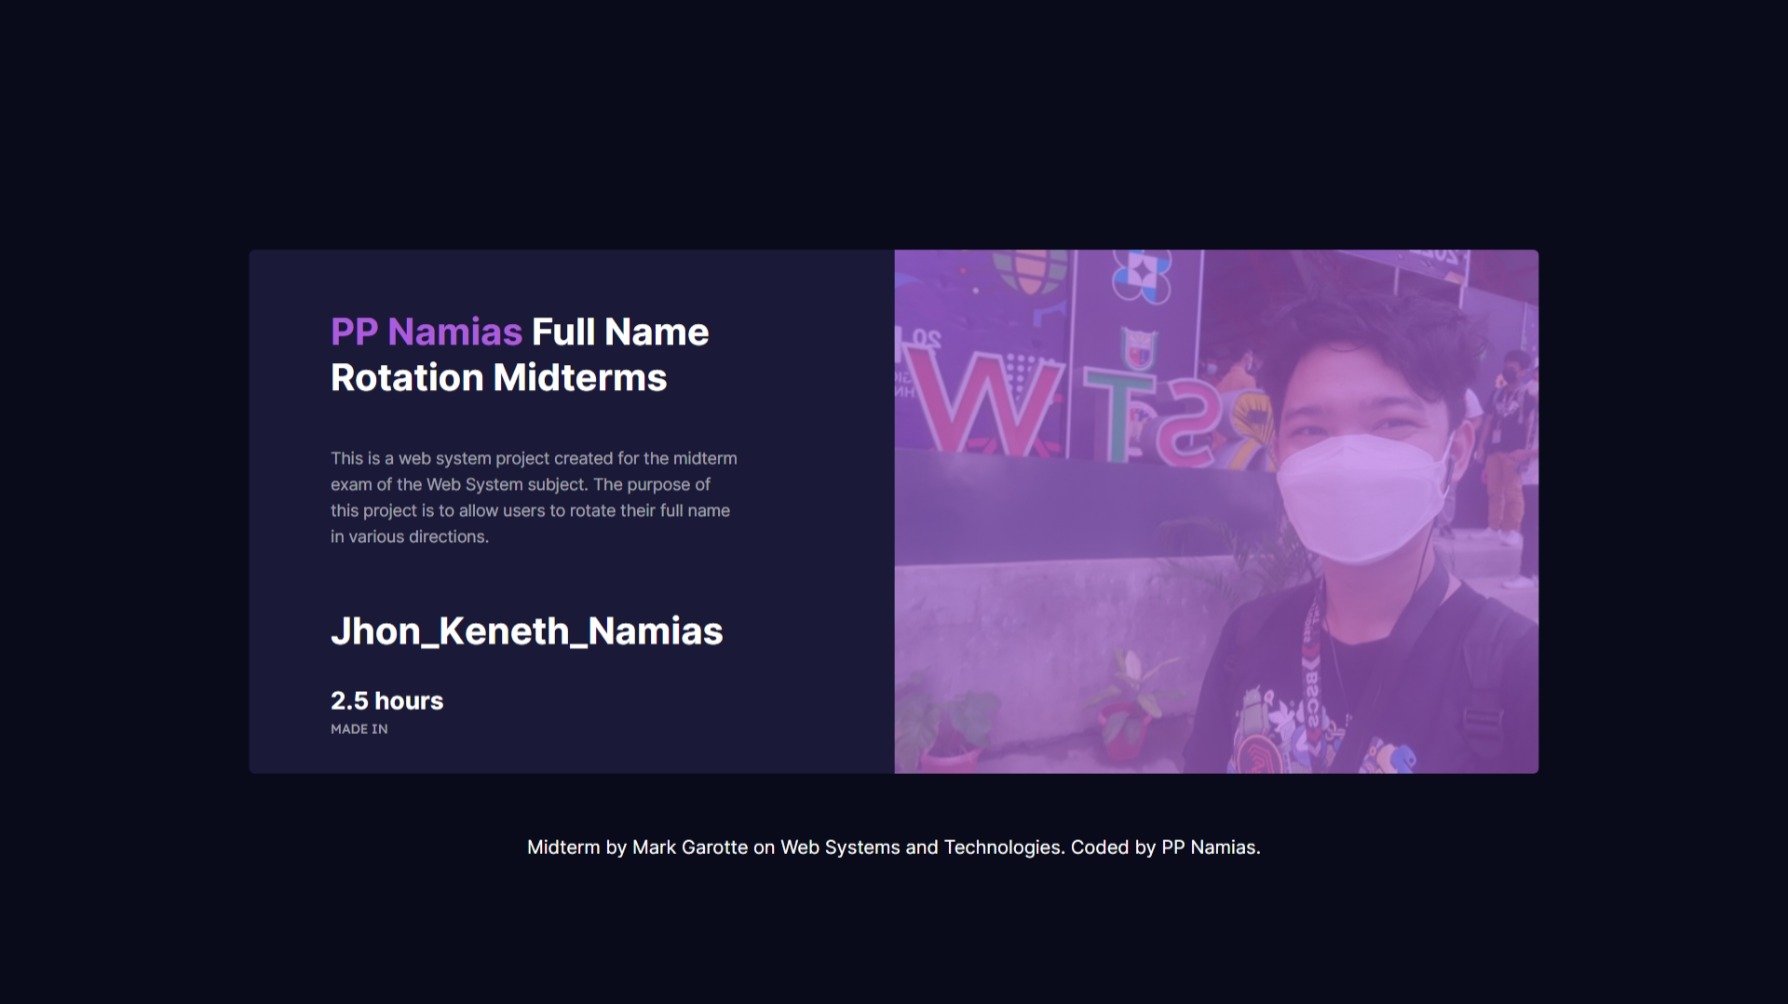 PP Namias Full Name
Rotation Midterms
This is a web system project created for the midterm
exam of the Web System subject. The purpose of
this project is to allow users to rotate their full name
in various directions.
Jhon_Keneth_Namias
2.5 hours
MADE IN
20
W T S
BSCS
Midterm by Mark Garotte on Web Systems and Technologies. Coded by PP Namias.